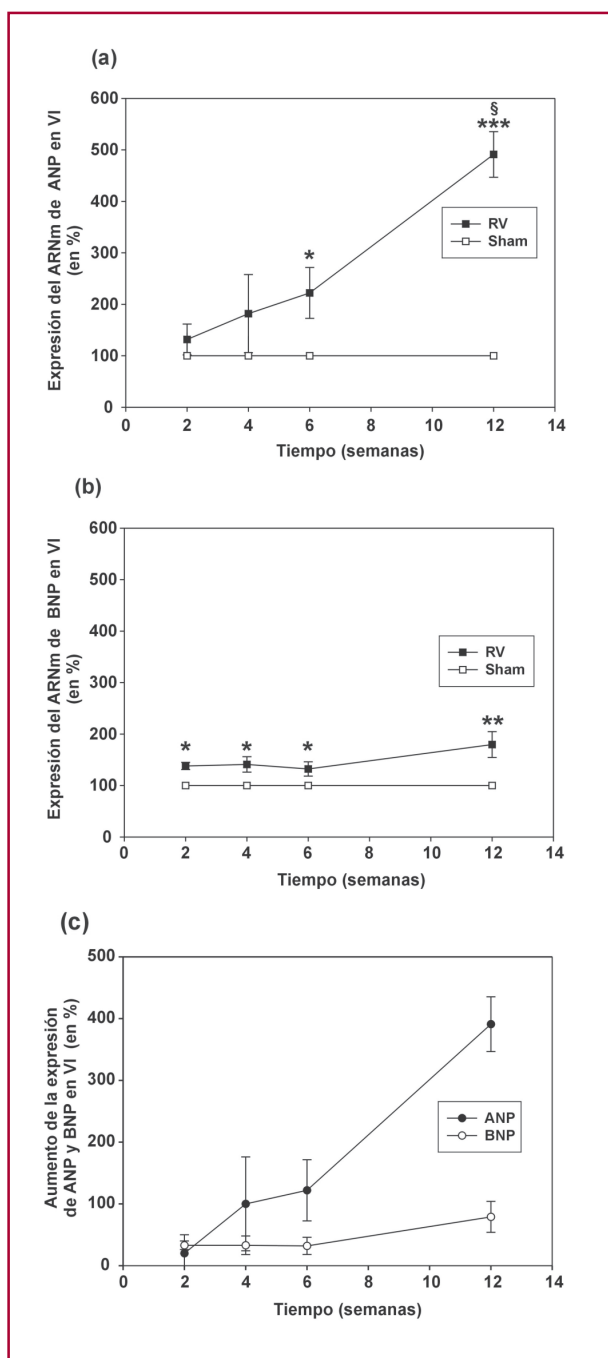 (a)
Expresión del ARNm de ANP en VI
(en %)
600
500
400
300
200
100
0
§
***
*
RV
Sham
0 2 4 6 8 10 12 14
Tiempo (semanas)
(b)
Expresión del ARNm de BNP en VI
(en %)
600
500
400
300
200
100
0
RV
Sham
* * * **
0 2 4 6 8 10 12 14
Tiempo (semanas)
(c)
Aumento de la expresión
de ANP y BNP en VI (en %)
500
400
300
200
100
0
ANP
BNP
0 2 4 6 8 10 12 14
Tiempo (semanas)